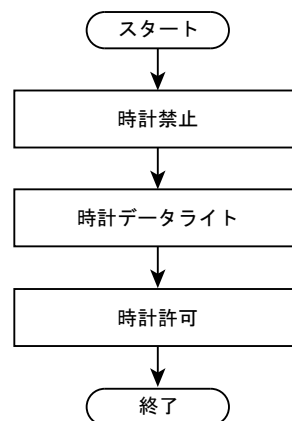 スタート
時計禁止
時計データライト
時計許可
終了